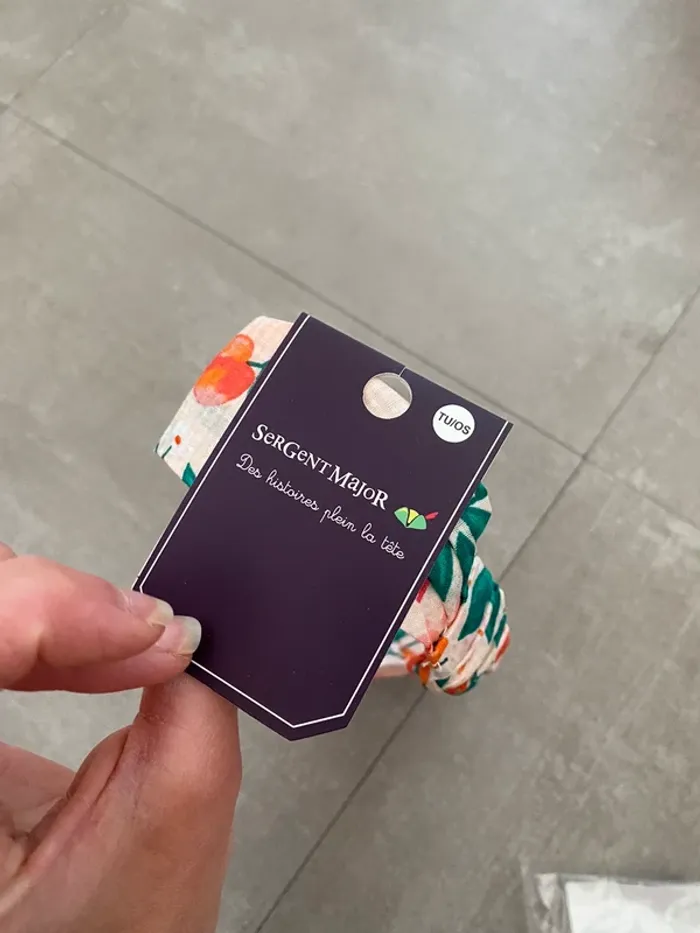 TU/OS
SeRGeNT MajoR
Des histoires plein la tête